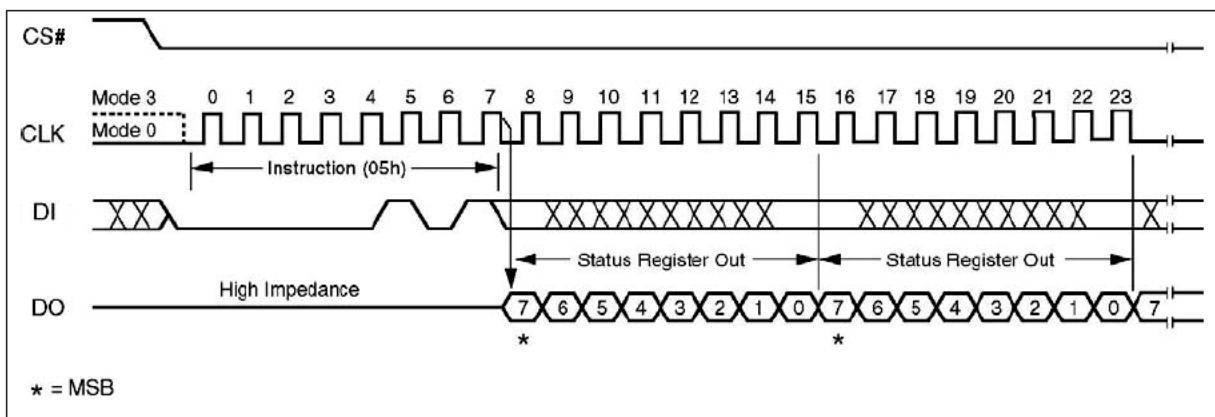 CS#
Mode 3 0 1 2 3 4 5 6 7 8 9 10 11 12 13 14 15 16 17 18 19 20 21 22 23
CLK Mode 0
Instruction (05h)
DI
Status Register Out Status Register Out
High Impedance
DO 7 6 5 4 3 2 1 0 7 6 5 4 3 2 1 0 7
* *
* = MSB